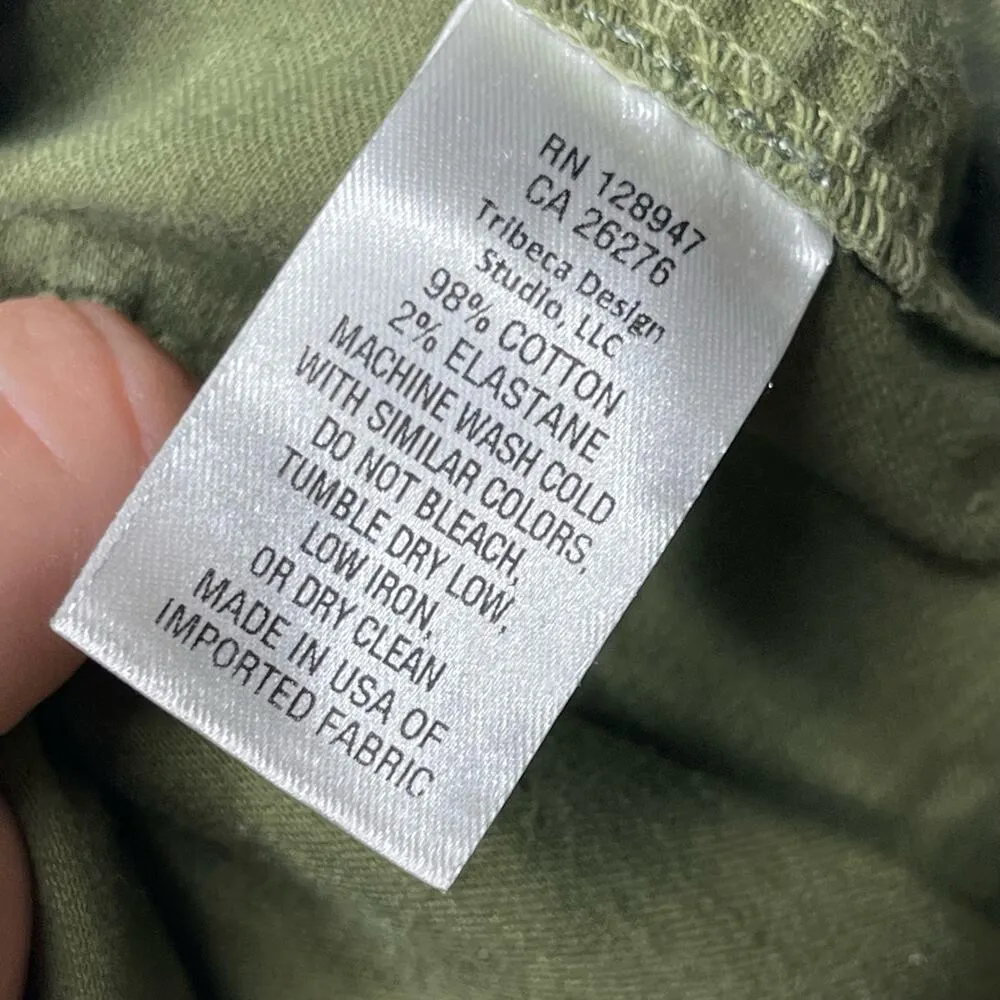 RN 128947
CA 26276
Tribeca Design
Studio, LLC
98% COTTON
2% ELASTANE
MACHINE WASH COLD
WITH SIMILAR COLORS,
DO NOT BLEACH,
TUMBLE DRY LOW,
LOW IRON,
OR DRY CLEAN
MADE IN USA OF
IMPORTED FABRIC